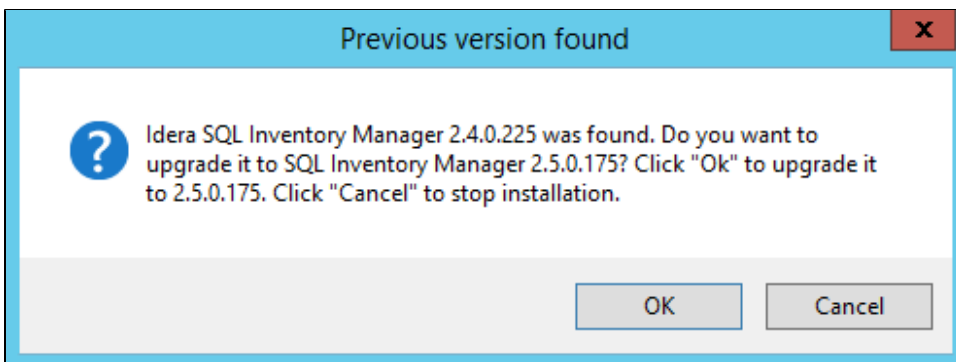 Previous version found
x
?
Idera SQL Inventory Manager 2.4.0.225 was found. Do you want to
upgrade it to SQL Inventory Manager 2.5.0.175? Click "Ok" to upgrade it
to 2.5.0.175. Click "Cancel" to stop installation.
OK
Cancel